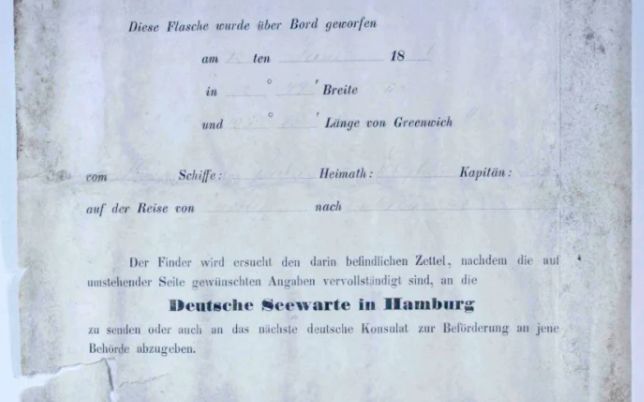 Diese Flasche wurde über Bord geworfen
am ten 18
in ° ' Breite
und ° ' Länge von Greenwich
vom Schiffe: Heimath: Kapitän:
auf der Reise von nach
Der Finder wird ersucht den darin befindlichen Zettel, nachdem die auf
umstehender Seite gewünschten Angaben vervollständigt sind, an die
Deutsche Seewarte in Hamburg
zu senden oder auch an das nächste deutsche Konsulat zur Beförderung an jene
Behörde abzugeben.